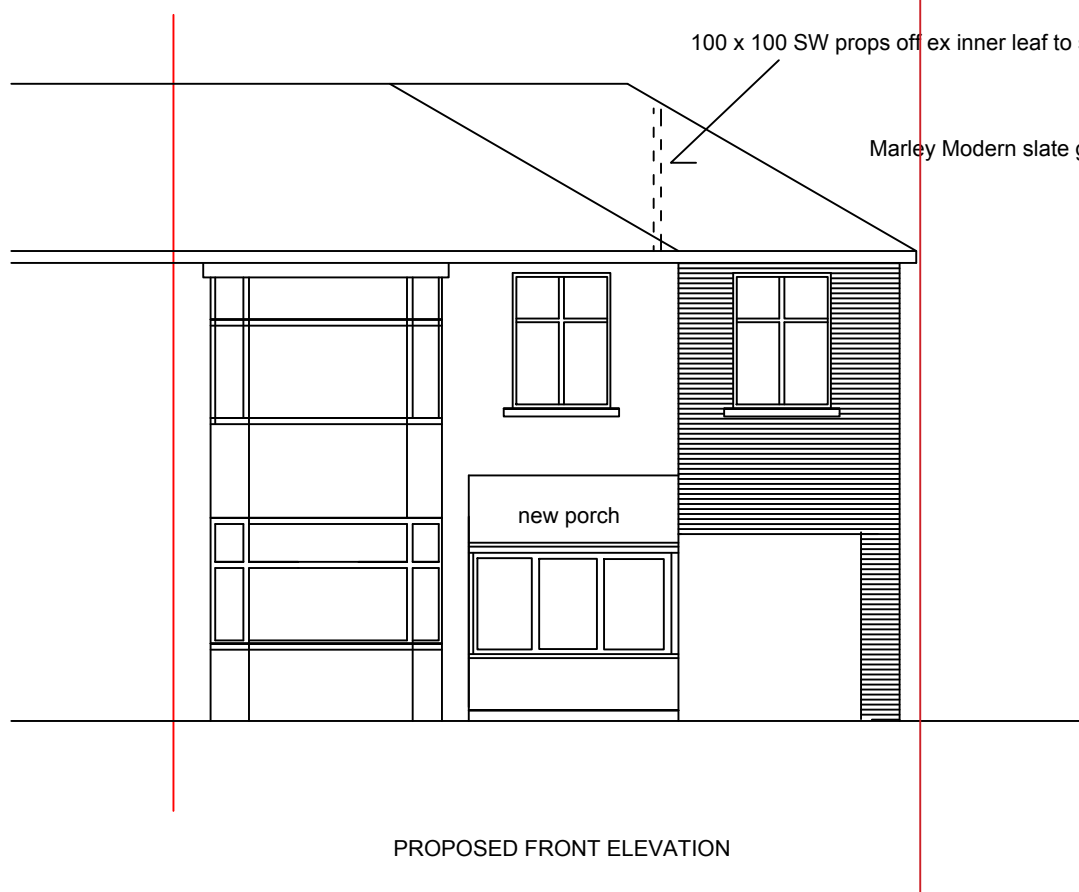 100 x 100 SW props off ex inner leaf to
Marley Modern slate
new porch
PROPOSED FRONT ELEVATION